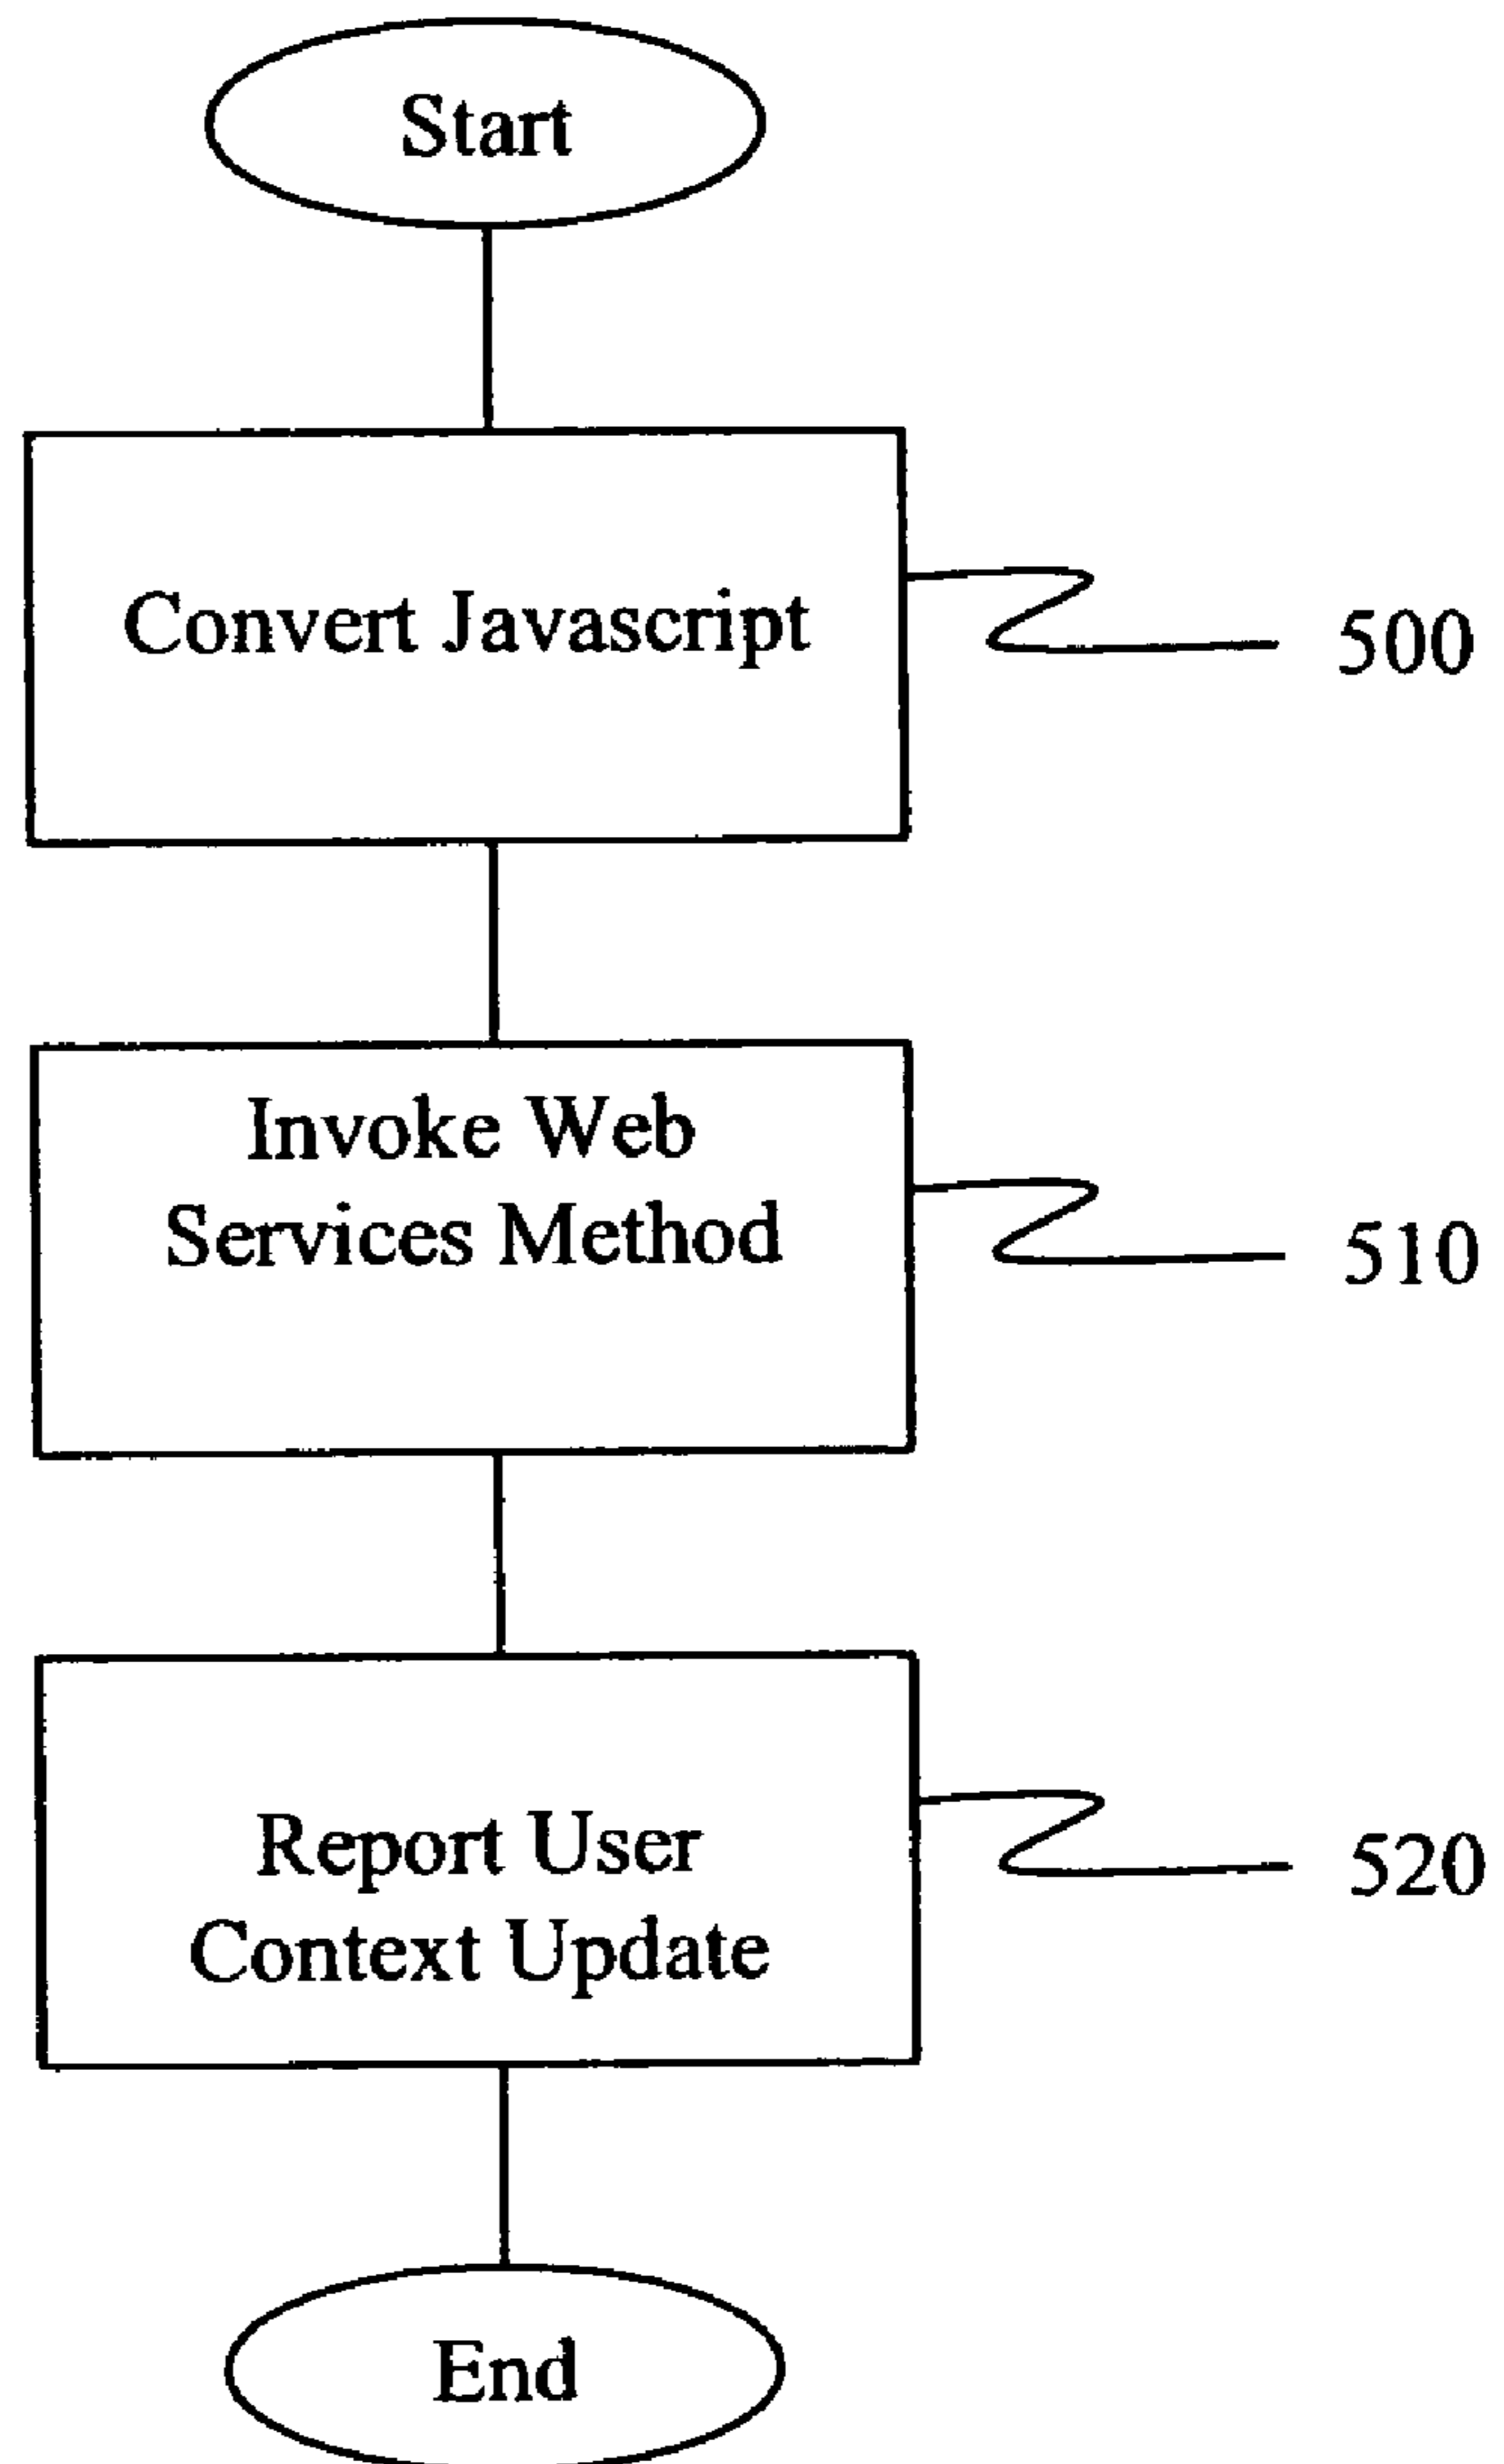 Start
Convert Javascript
500
Invoke Web
Services Method
510
Report User
Context Update
520
End